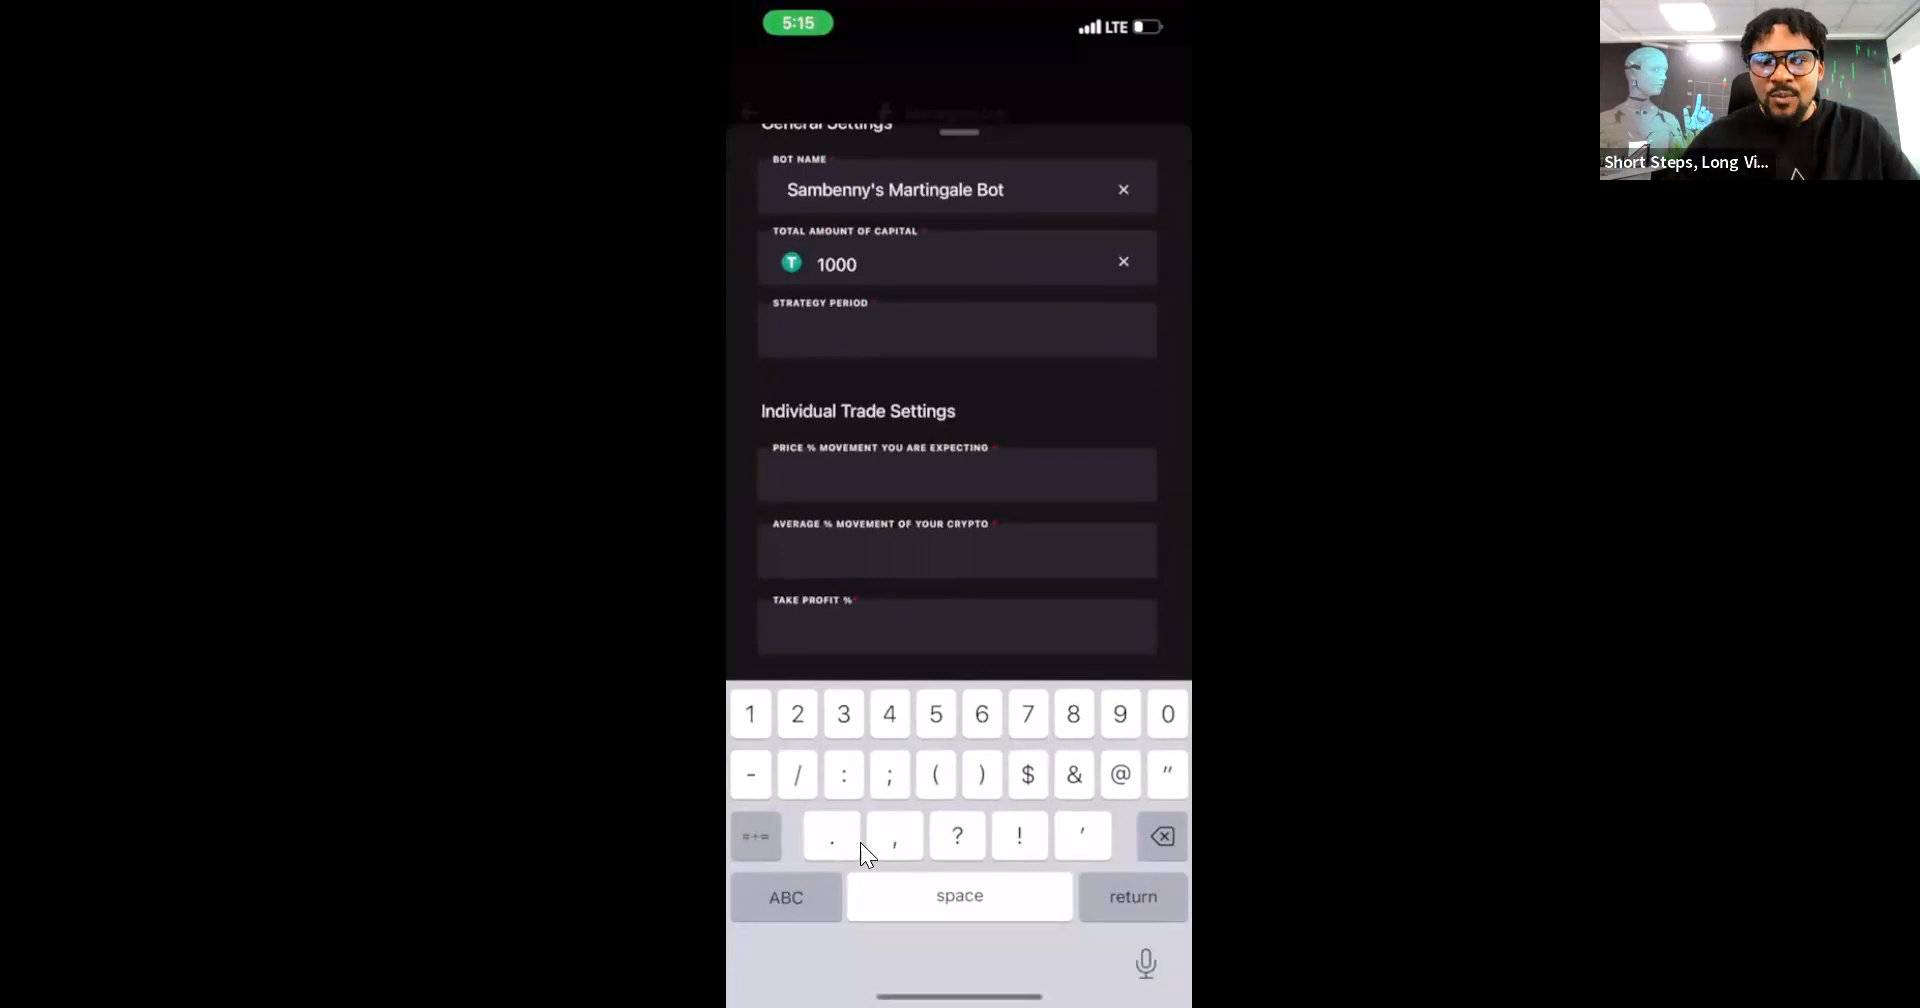 5:15
LTE
General Settings
BOT NAME *
Sambenny's Martingale Bot ×
TOTAL AMOUNT OF CAPITAL *
T 1000 ×
STRATEGY PERIOD *
Individual Trade Settings
PRICE % MOVEMENT YOU ARE EXPECTING *
AVERAGE % MOVEMENT OF YOUR CRYPTO *
TAKE PROFIT % *
1 2 3 4 5 6 7 8 9 0
- / : ; ( ) $ & @ "
=+= . , ? ! '
ABC space return
Short Steps, Long Vi...